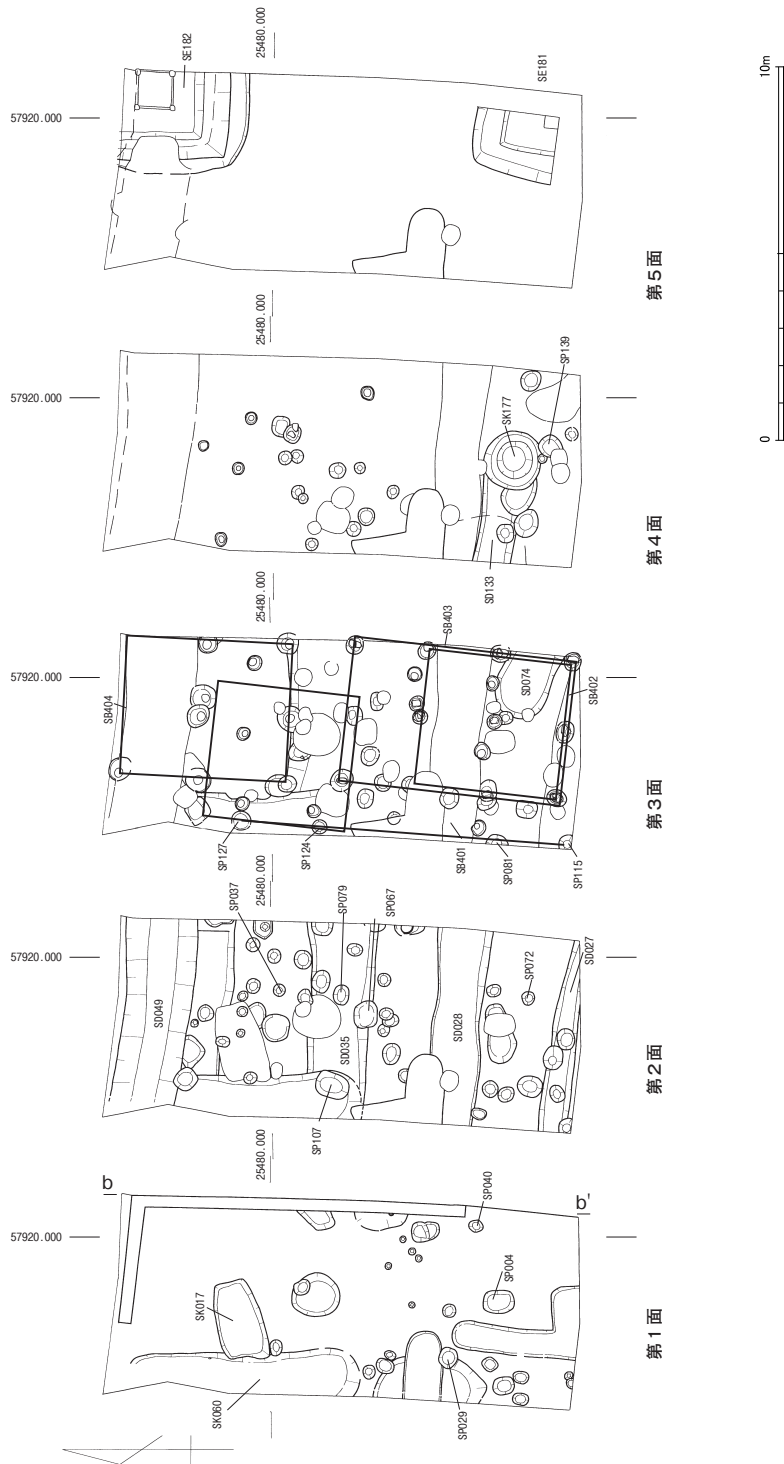 10m
0
25480.000
SE182
57920.000
SE181
第5面
25480.000
57920.000
SP139
SK177
SD133
第4面
25480.000
SB403
57920.000
SB404
SD074
SB402
SP127
SP124
SB401
SP081
SP115
第3面
25480.000
SP037
SP079
SP067
57920.000
SP072
SD027
SD049
SD028
SD035
SP107
第2面
25480.000
b
b'
SP040
57920.000
SP004
SK017
SK060
SP029
第1面